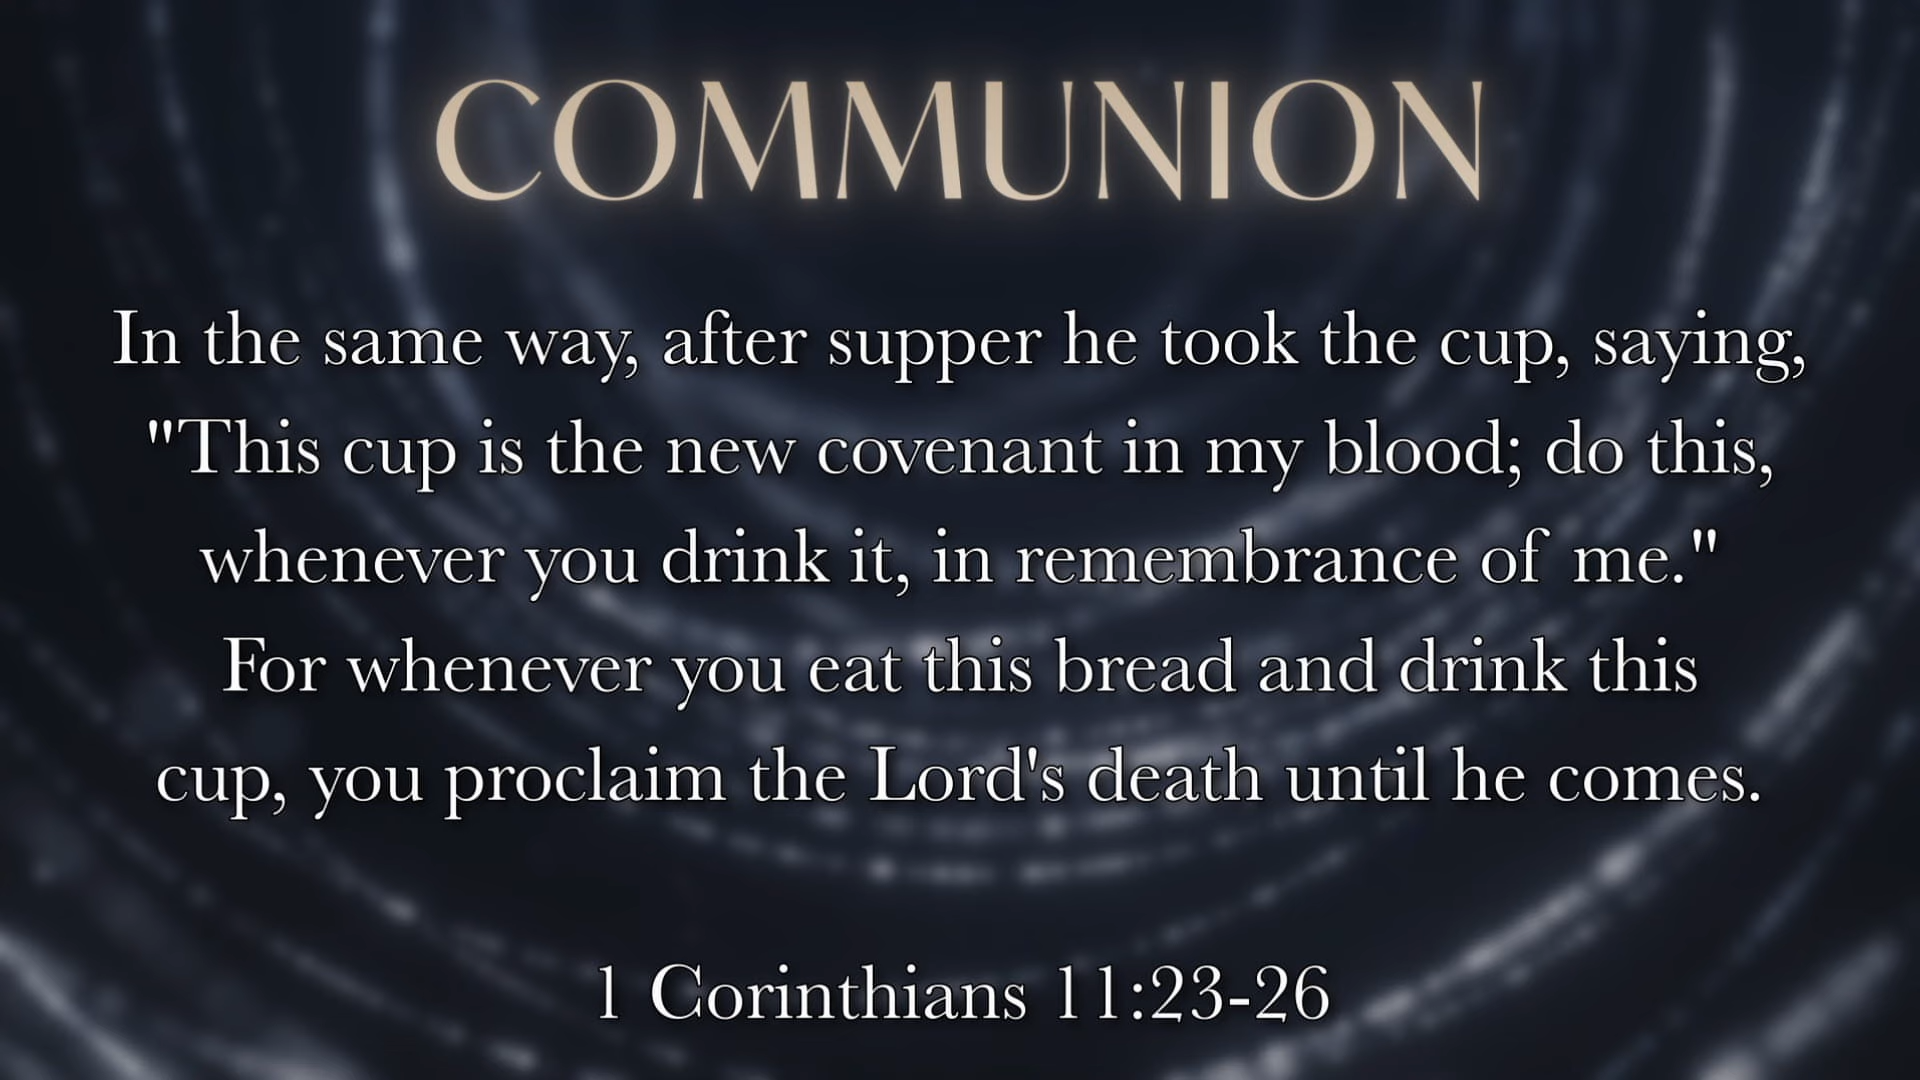 COMMUNION
In the same way, after supper he took the cup, saying,
"This cup is the new covenant in my blood; do this,
whenever you drink it, in remembrance of me."
For whenever you eat this bread and drink this
cup, you proclaim the Lord's death until he comes.
1 Corinthians 11:23-26